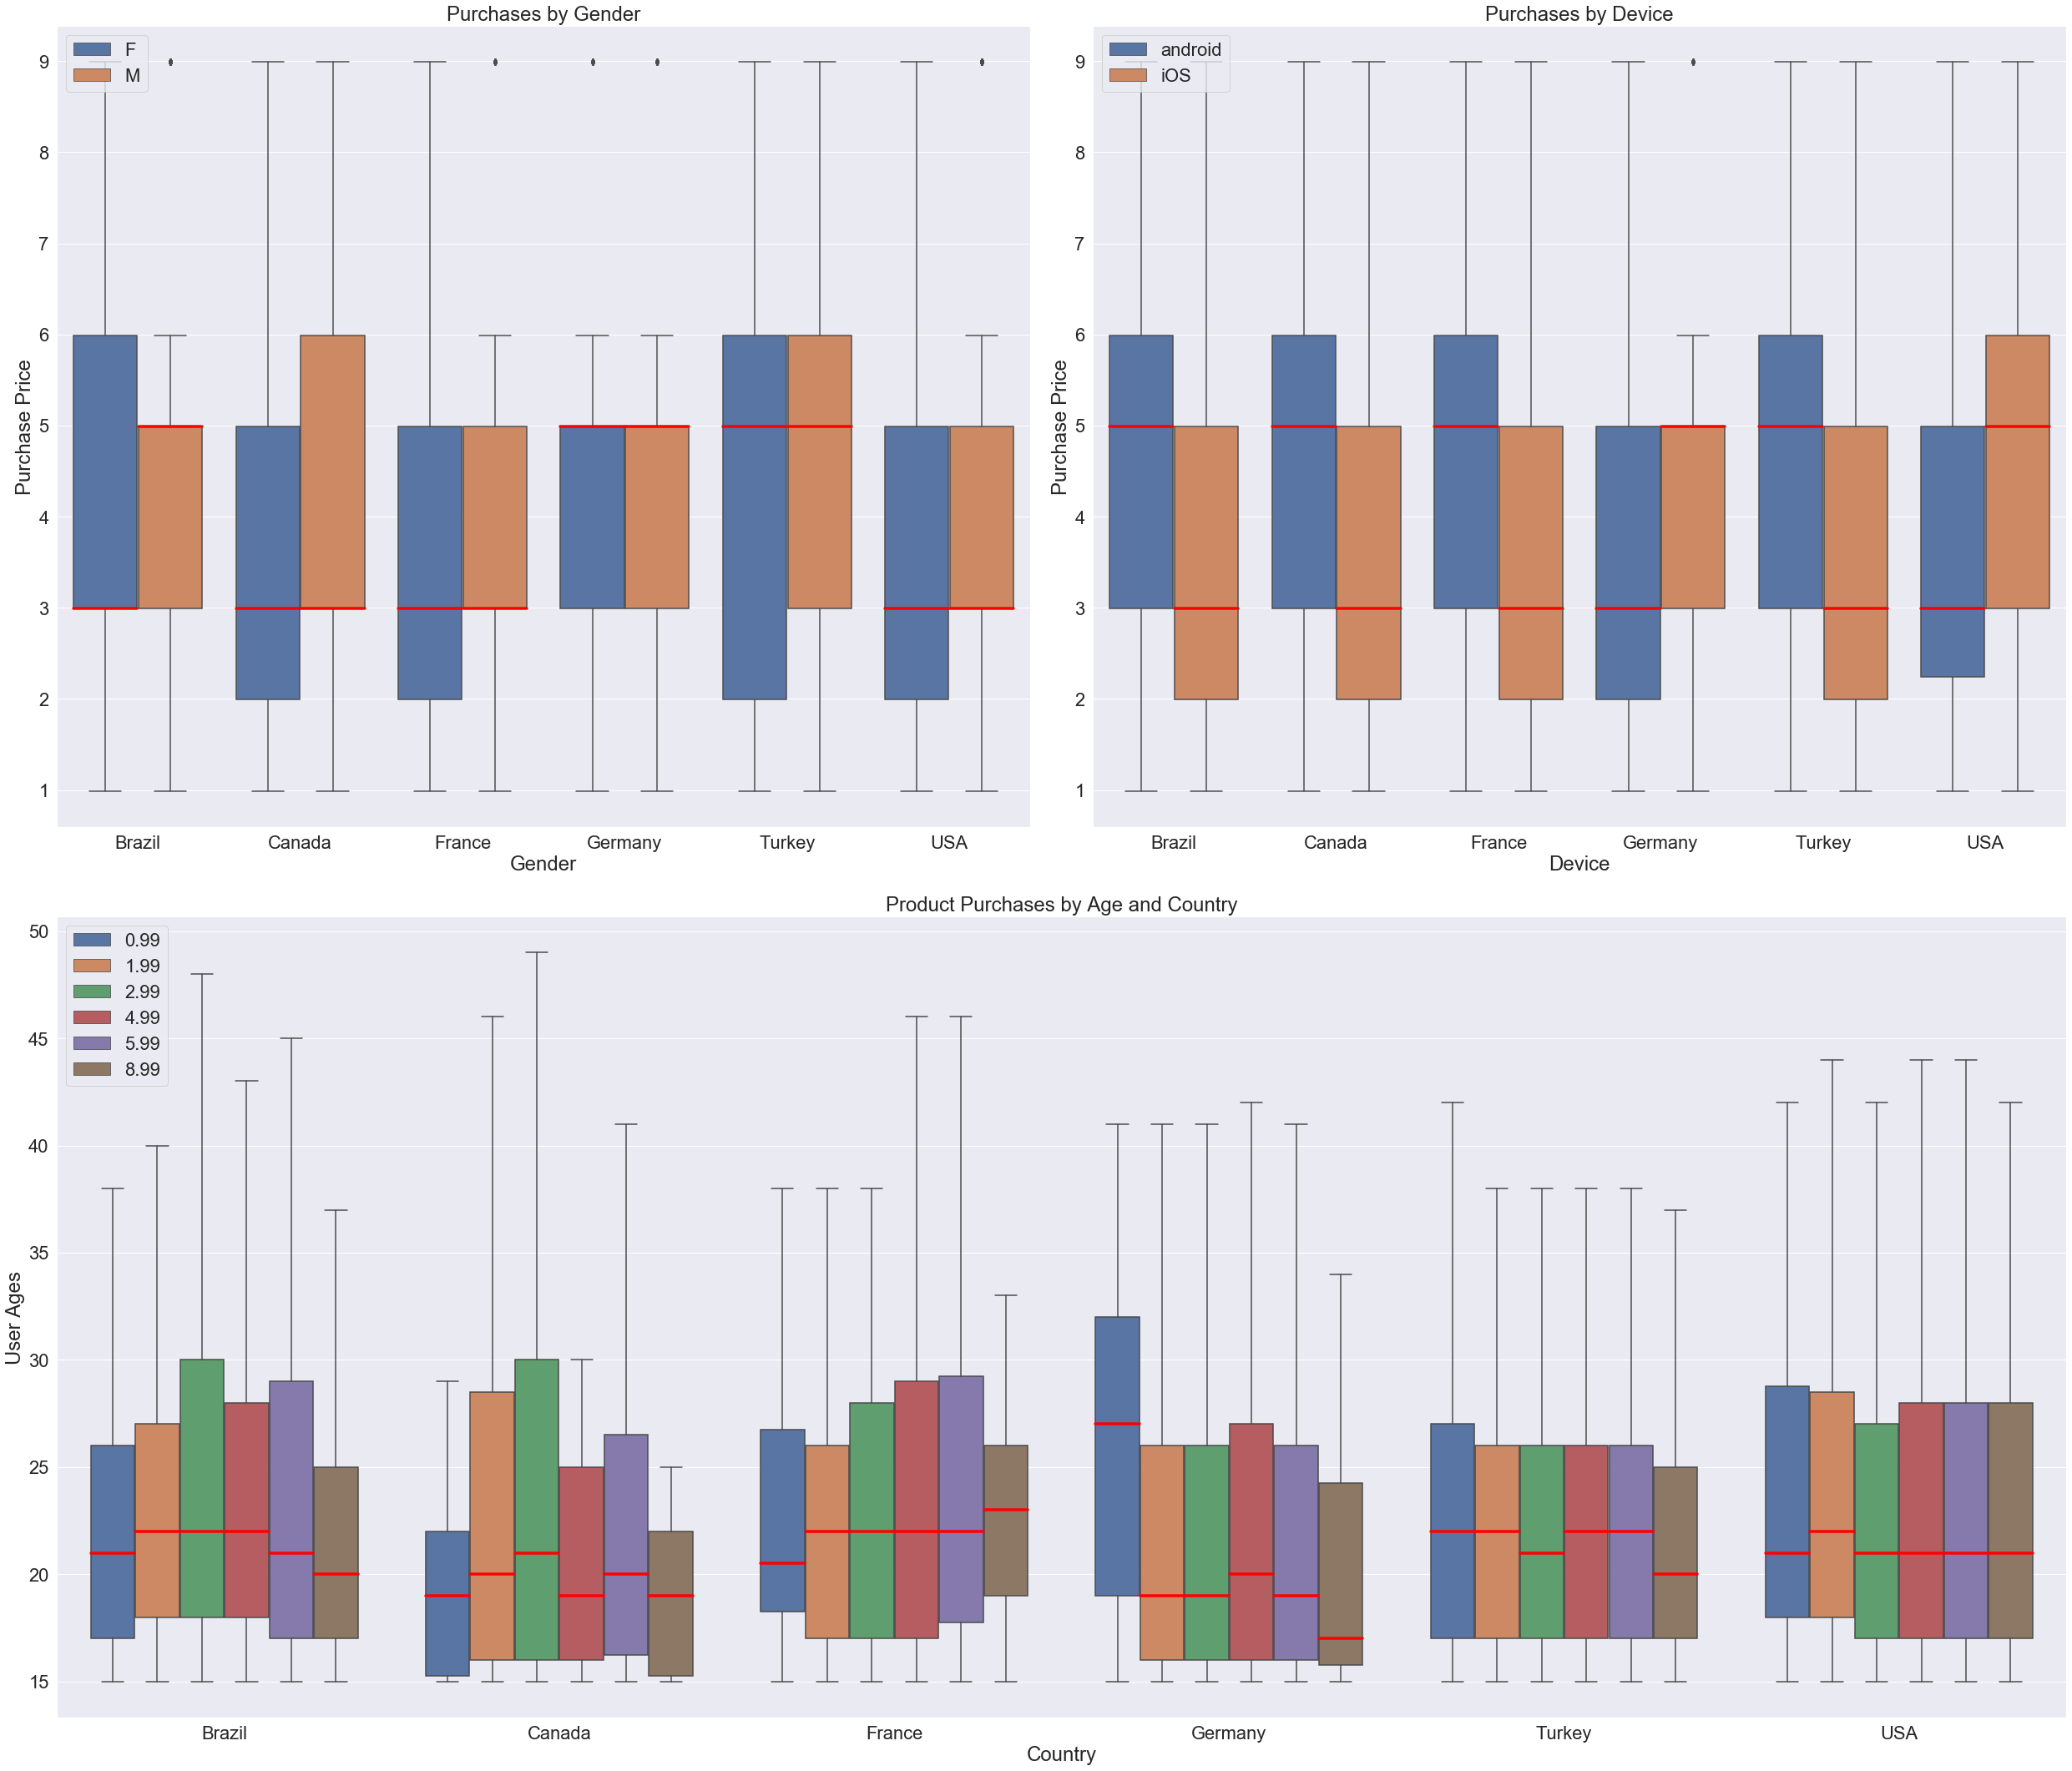 Purchases by Gender
F
M
9
8
7
6
5
4
3
2
1
Purchase Price
Brazil Canada France Germany Turkey USA
Gender
Purchases by Device
android
iOS
9
8
7
6
5
4
3
2
1
Purchase Price
Brazil Canada France Germany Turkey USA
Device
Product Purchases by Age and Country
0.99
1.99
2.99
4.99
5.99
8.99
50
45
40
35
30
25
20
15
User Ages
Brazil Canada France Germany Turkey USA
Country